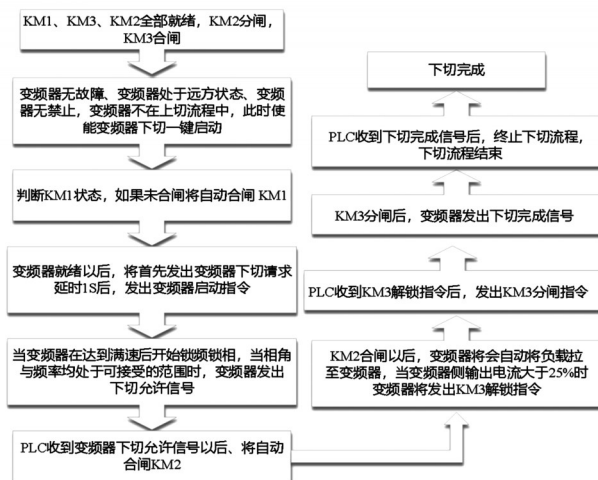 KM1、KM3、KM2全部就绪，KM2分闸，
KM3合闸
变频器无故障、变频器处于远方状态、变频
器无禁止，变频器不在上切流程中，此时使
能变频器下切一键启动
判断KM1状态，如果未合闸将自动合闸 KM1
变频器就绪以后，将首先发出变频器下切请求
延时1S后，发出变频器启动指令
当变频器在达到满速后开始锁频锁相，当相角
与频率均处于可接受的范围时，变频器发出
下切允许信号
PLC收到变频器下切允许信号以后、将自动
合闸KM2
KM2合闸以后，变频器将会自动将负载拉
至变频器，当变频器侧输出电流大于25%时
变频器将发出KM3解锁指令
PLC收到KM3解锁指令后，发出KM3分闸指令
KM3分闸后，变频器发出下切完成信号
PLC收到下切完成信号后，终止下切流程，
下切流程结束
下切完成